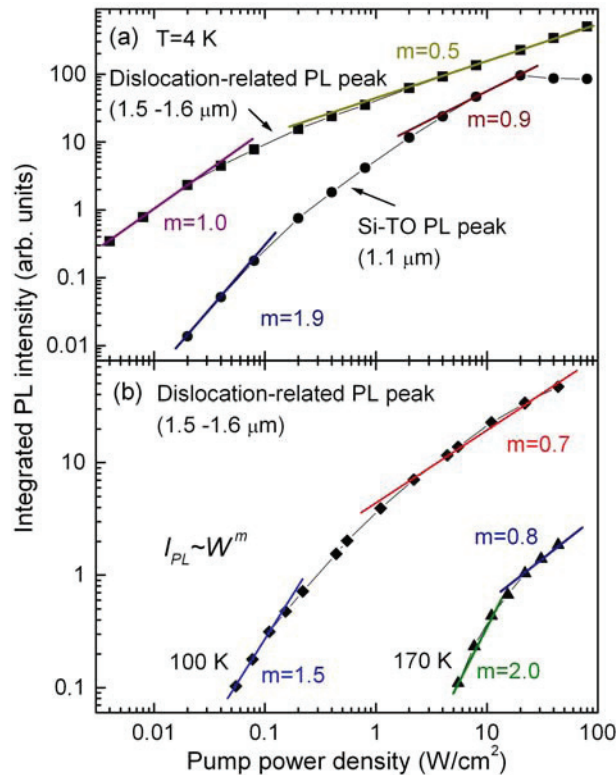 (a) T=4 K
m=0.5
Dislocation-related PL peak
(1.5 -1.6 μm)
m=0.9
m=1.0
Si-TO PL peak
(1.1 μm)
m=1.9
100
10
1
0.1
0.01
Integrated PL intensity (arb. units)
(b) Dislocation-related PL peak
(1.5 -1.6 μm)
m=0.7
I_PL~W^m
m=0.8
100 K
m=1.5
170 K
m=2.0
10
1
0.1
0.01 0.1 1 10 100
Pump power density (W/cm²)